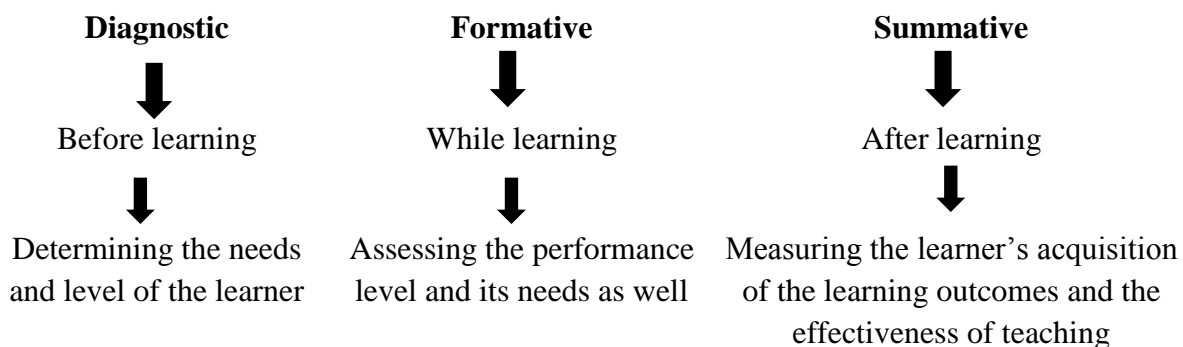 Diagnostic
Before learning
Determining the needs
and level of the learner
Formative
While learning
Assessing the performance
level and its needs as well
Summative
After learning
Measuring the learner’s acquisition
of the learning outcomes and the
effectiveness of teaching